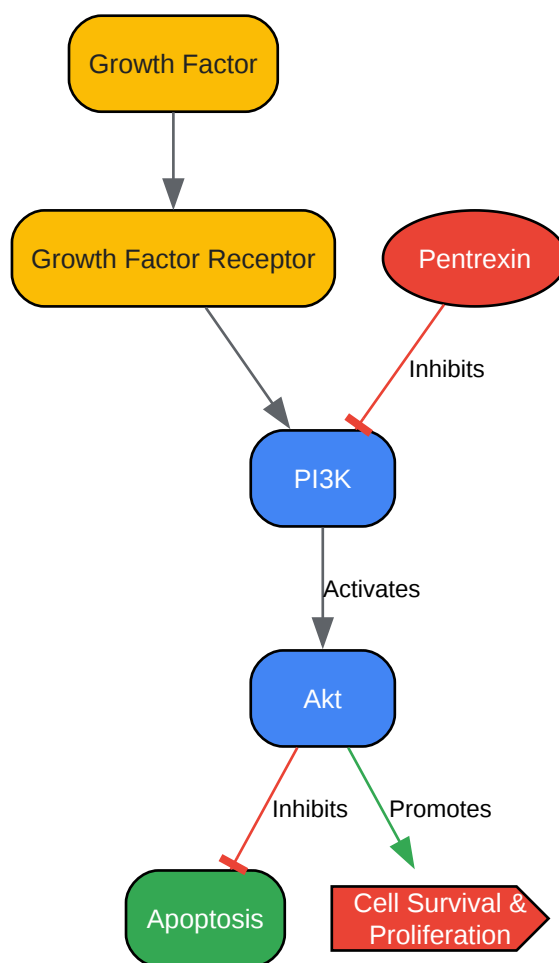 Growth Factor
Growth Factor Receptor
Pentrexin
Inhibits
PI3K
Activates
Akt
Inhibits
Promotes
Apoptosis
Cell Survival &
Proliferation